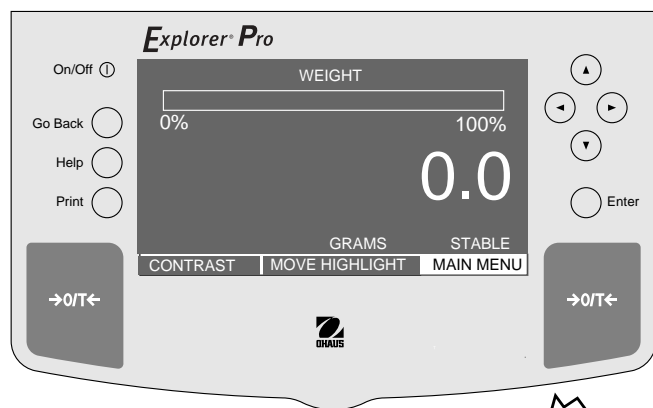 Explorer® Pro
On/Off
WEIGHT
0% 100%
Go Back
Help
Print
0.0
Enter
GRAMS STABLE
CONTRAST MOVE HIGHLIGHT MAIN MENU
→0/T← →0/T←
OHAUS